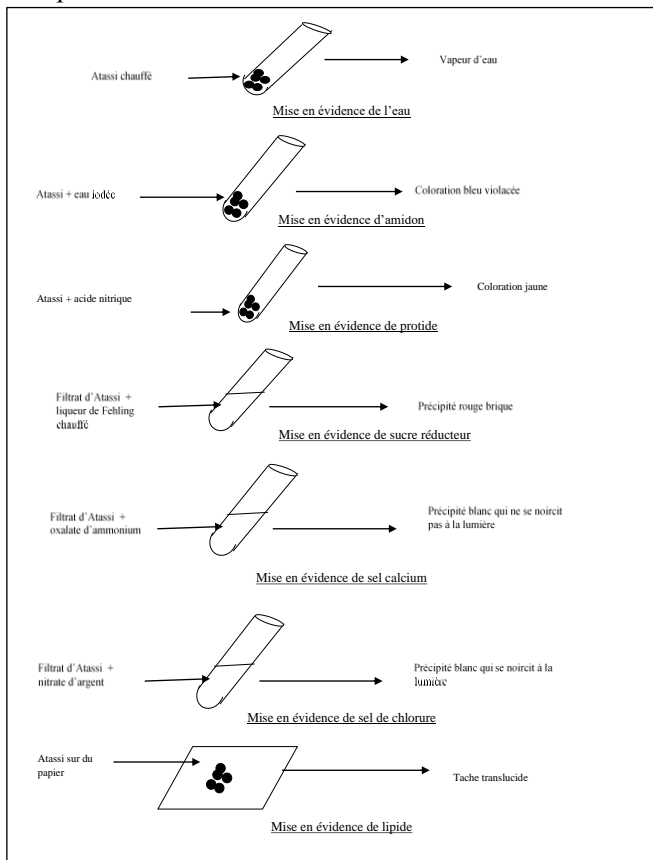 Atassi chauffé
Vapeur d'eau
Mise en évidence de l'eau
Atassi + eau iodée
Coloration bleu violacée
Mise en évidence d'amidon
Atassi + acide nitrique
Coloration jaune
Mise en évidence de protide
Filtrat d'Atassi +
liqueur de Fehling
chauffé
Précipité rouge brique
Mise en évidence de sucre réducteur
Filtrat d'Atassi +
oxalate d'ammonium
Précipité blanc qui ne se noircit
pas à la lumière
Mise en évidence de sel calcium
Filtrat d'Atassi +
nitrate d'argent
Précipité blanc qui se noircit à la
lumière
Mise en évidence de sel de chlorure
Atassi sur du
papier
Tache translucide
Mise en évidence de lipide